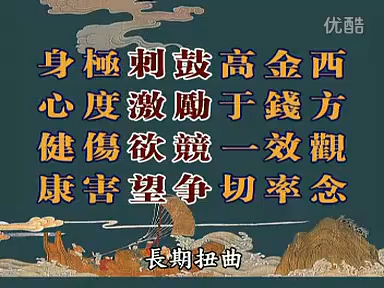 优酷
西方觀念
金錢效率
高于一切
鼓勵競争
刺激欲望
極度傷害
身心健康
長期扭曲